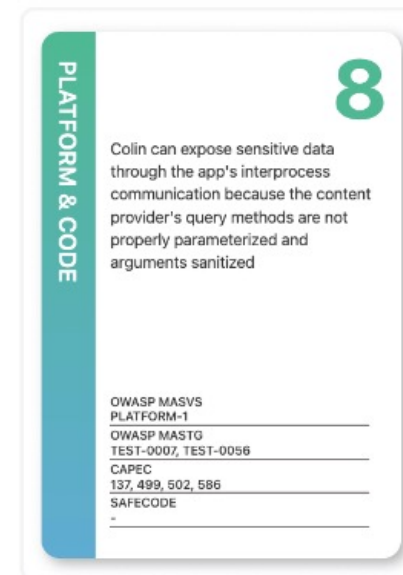 PLATFORM & CODE
8
Colin can expose sensitive data
through the app's interprocess
communication because the content
provider's query methods are not
properly parameterized and
arguments sanitized
OWASP MASVS
PLATFORM-1
OWASP MASTG
TEST-0007, TEST-0056
CAPEC
137, 499, 502, 586
SAFECODE
-